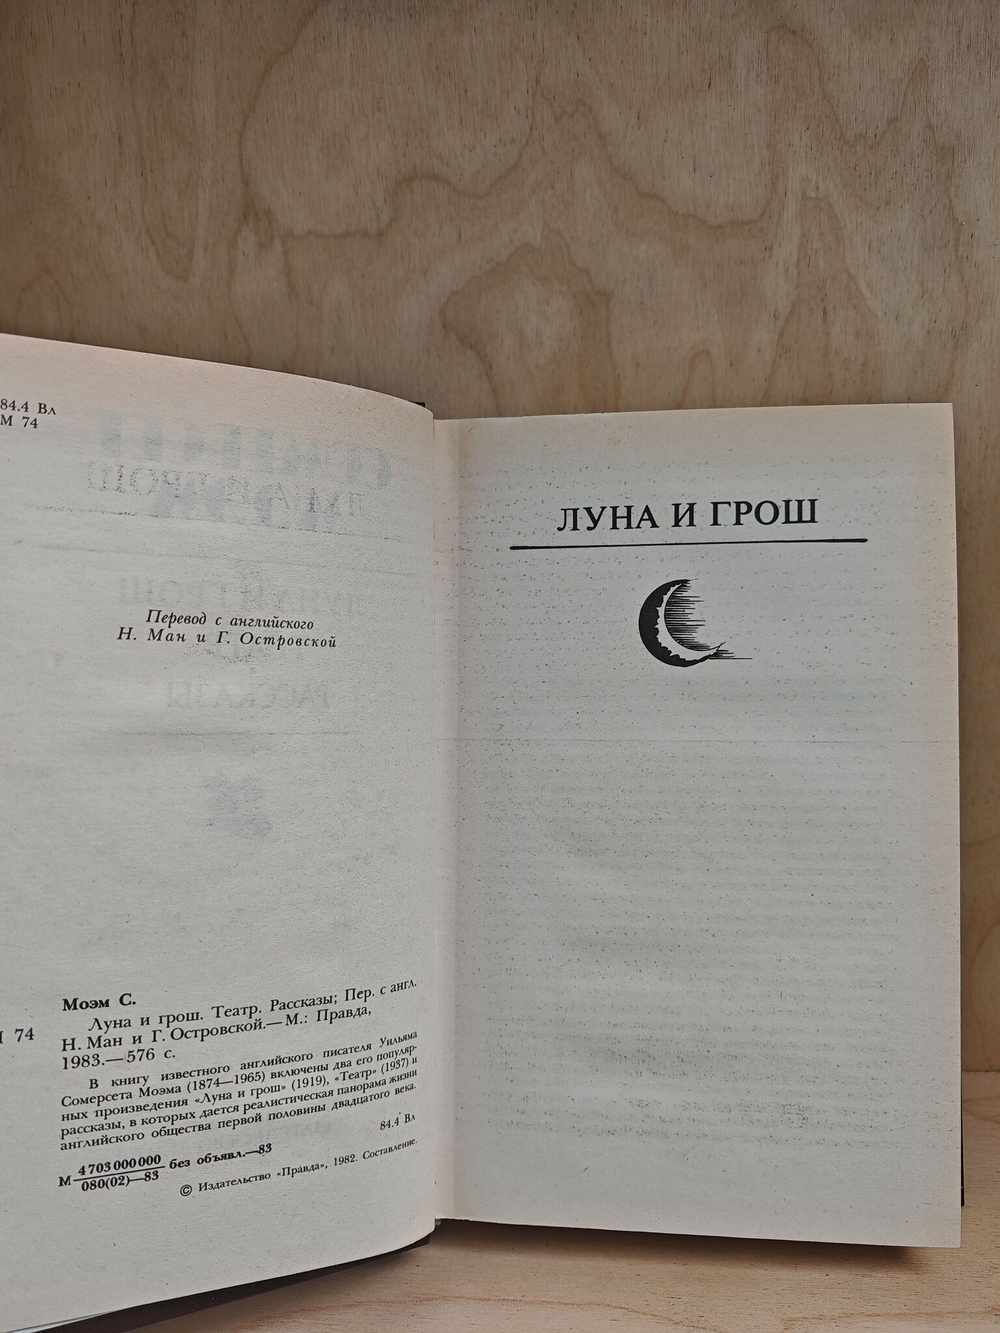 84.4 Вл
М 74
Перевод с английского
Н. Ман и Г. Островской
Моэм С.
74
Луна и грош. Театр. Рассказы; Пер. с англ.
Н. Ман и Г. Островской.— М.: Правда,
1983.—576 с.
В книгу известного английского писателя Уильяма
Сомерсета Моэма (1874—1965) включены два его популяр-
ных произведения «Луна и грош» (1919), «Театр» (1937) и
рассказы, в которых дается реалистическая панорама жизни
английского общества первой половины двадцатого века.
М 4703000000 без объявл.—83
080(02)—83
84.4 Вл
© Издательство «Правда», 1982. Составление.
ЛУНА И ГРОШ